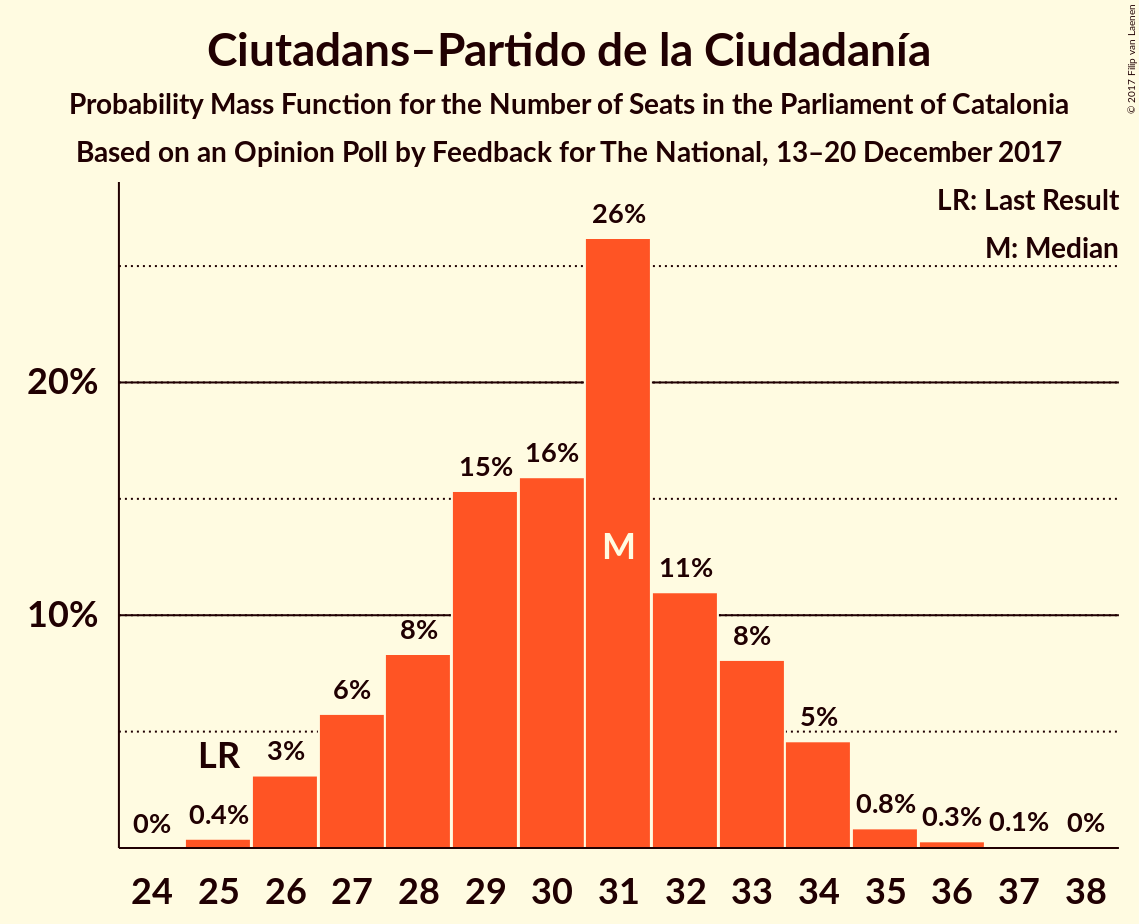 Ciutadans–Partido de la Ciudadanía
Probability Mass Function for the Number of Seats in the Parliament of Catalonia
Based on an Opinion Poll by Feedback for The National, 13–20 December 2017
© 2017 Filip van Laenen
LR: Last Result
M: Median
26%
20%
16%
15%
M
11%
10%
8%
8%
6%
5%
LR
3%
0%
0.4%
0.8%
0.3%
0.1%
0%
24 25 26 27 28 29 30 31 32 33 34 35 36 37 38